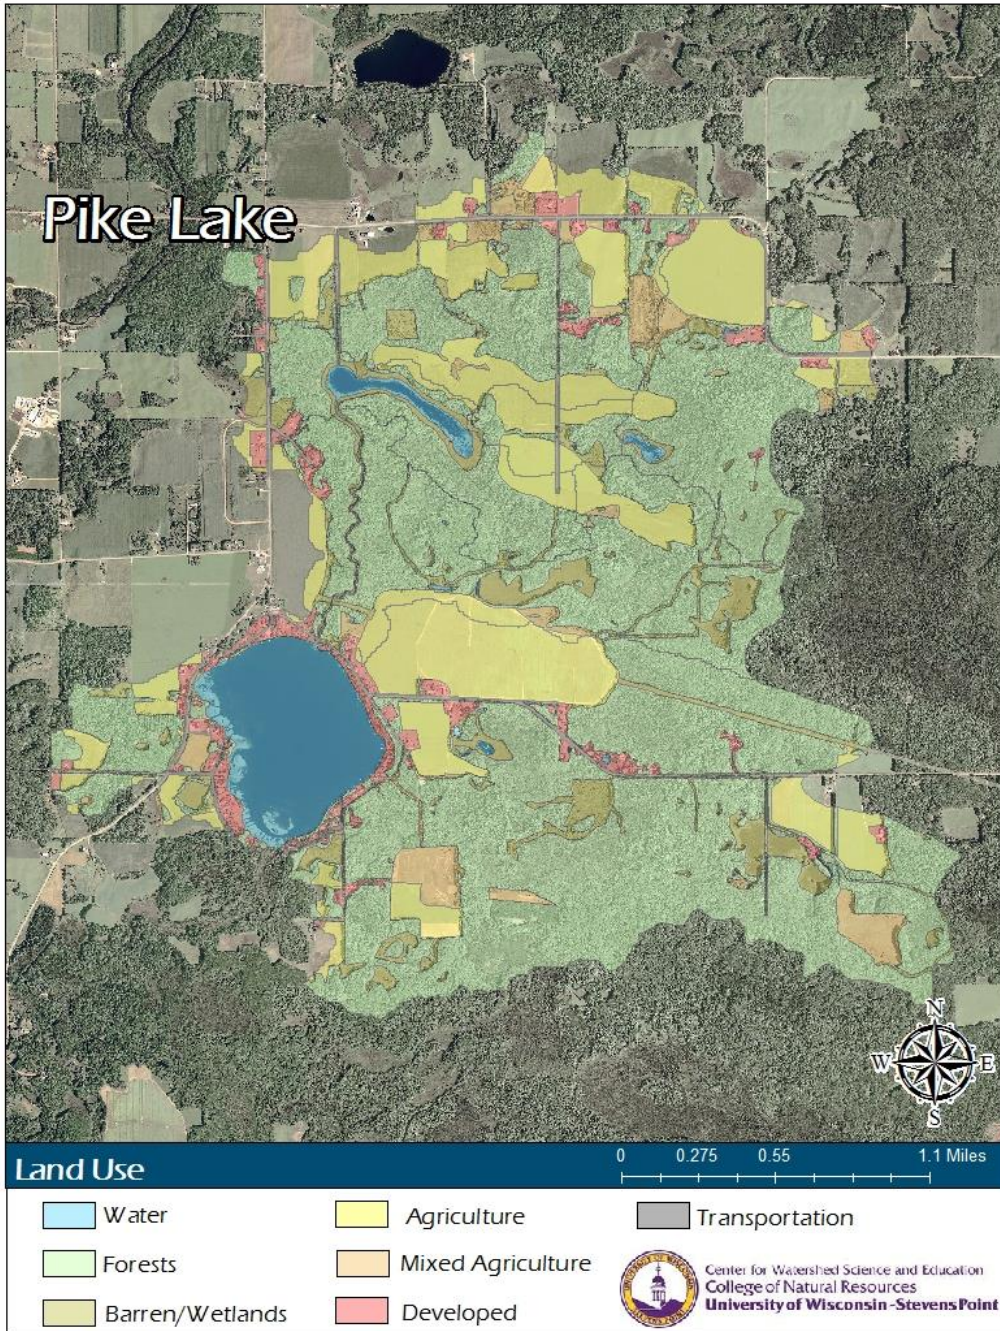 Pike Lake
N
W E
S
Land Use
0 0.275 0.55 1.1 Miles
Water
Agriculture
Transportation
Forests
Mixed Agriculture
Barren/Wetlands
Developed
Center for Watershed Science and Education
College of Natural Resources
University of Wisconsin-Stevens Point